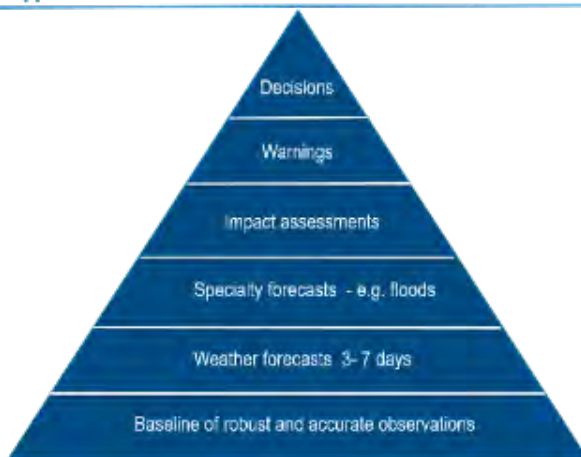 Decisions
Warnings
Impact assessments
Specialty forecasts - e.g. floods
Weather forecasts 3- 7 days
Baseline of robust and accurate observations